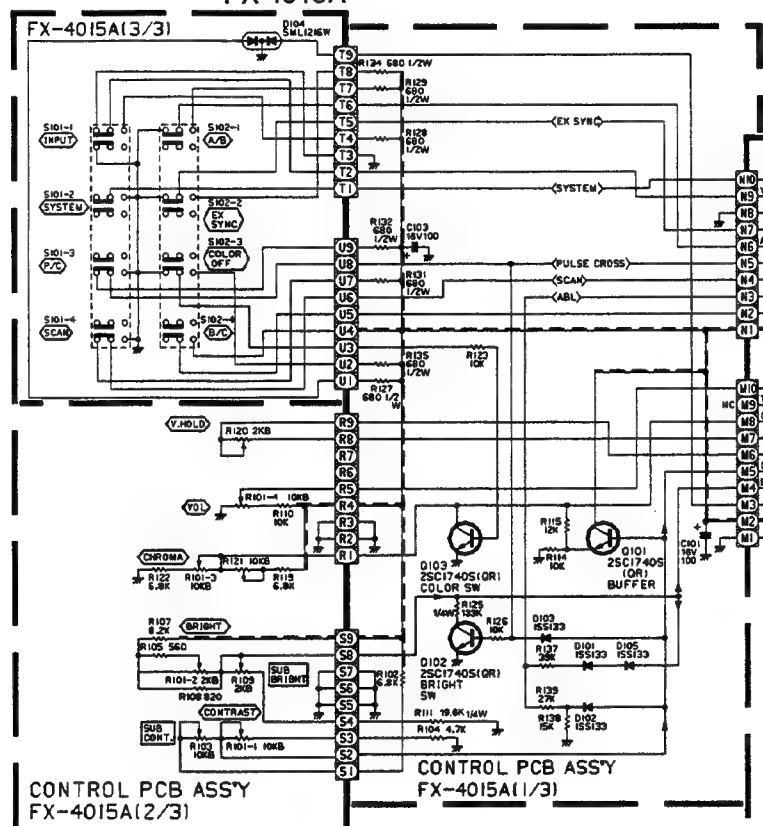 FX-4015A(3/3)
D104
SML1216W
T9
T8
T7
T6
T5
T4
T3
T2
T1
R134 680 1/2W
R129
680
1/2W
R128
680
1/2W
<EX SYNC>
<SYSTEM>
S101-1
INPUT
S102-1
A/B
S101-2
SYSTEM
S102-2
EX
SYNC
S101-3
P/C
S102-3
COLOR
OFF
S101-4
SCAN
S102-4
B/C
U9
U8
U7
U6
U5
U4
U3
U2
U1
R132
680
1/2W
C103
16V100
+
R131
680
1/2W
<PULSE CROSS>
<SCAN>
<ABL>
R123
10K
R135
680
1/2W
R127
680 1/2
W
N10
N9
N8
N7
N6
N5
N4
N3
N2
N1
V.HOLD
R120 2KB
R9
R8
R7
R6
R5
R4
R3
R2
R1
VOL
R101-4 10KB
R110
10K
CHROMA
R121 10KB
R122
6.8K
R101-3
10KB
R119
6.8K
M10
NC
M9
M8
M7
M6
M5
M4
M3
M2
M1
R115
12K
R114
10K
Q101
2SC1740S
(QR)
BUFFER
+
C101
16V
100
Q103
2SC1740S(QR)
COLOR SW
R125
1/4W 133K
R126
10K
Q102
2SC1740S(QR)
BRIGHT
SW
D103
1SS133
D101
1SS133
D105
1SS133
R137
39K
R139
27K
R138
15K
D102
1SS133
R107
8.2K
BRIGHT
R105 560
R101-2 2KB
R109
2KB
R108 820
SUB
BRIGHT
S9
S8
S7
S6
S5
S4
S3
S2
S1
R102
6.8K
R111 19.6K 1/4W
R104 4.7K
CONTRAST
SUB
CONT.
R103
10KB
R101-1 10KB
CONTROL PCB ASS'Y
FX-4015A(2/3)
CONTROL PCB ASS'Y
FX-4015A(1/3)